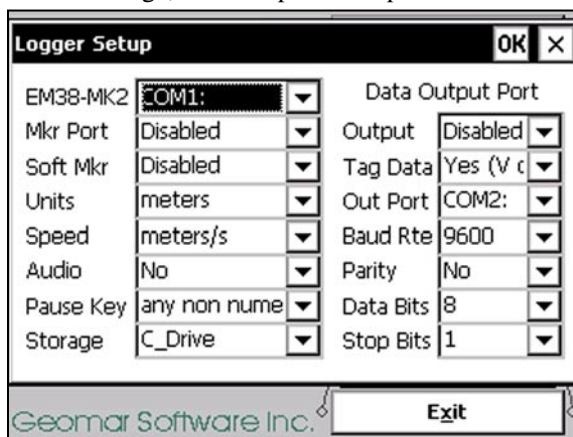 Logger Setup OK ×
EM38-MK2 COM1:
Mkr Port Disabled
Soft Mkr Disabled
Units meters
Speed meters/s
Audio No
Pause Key any non nume
Storage C_Drive
Data Output Port
Output Disabled
Tag Data Yes (V
Out Port COM2:
Baud Rte 9600
Parity No
Data Bits 8
Stop Bits 1
Geomar Software Inc.
Exit